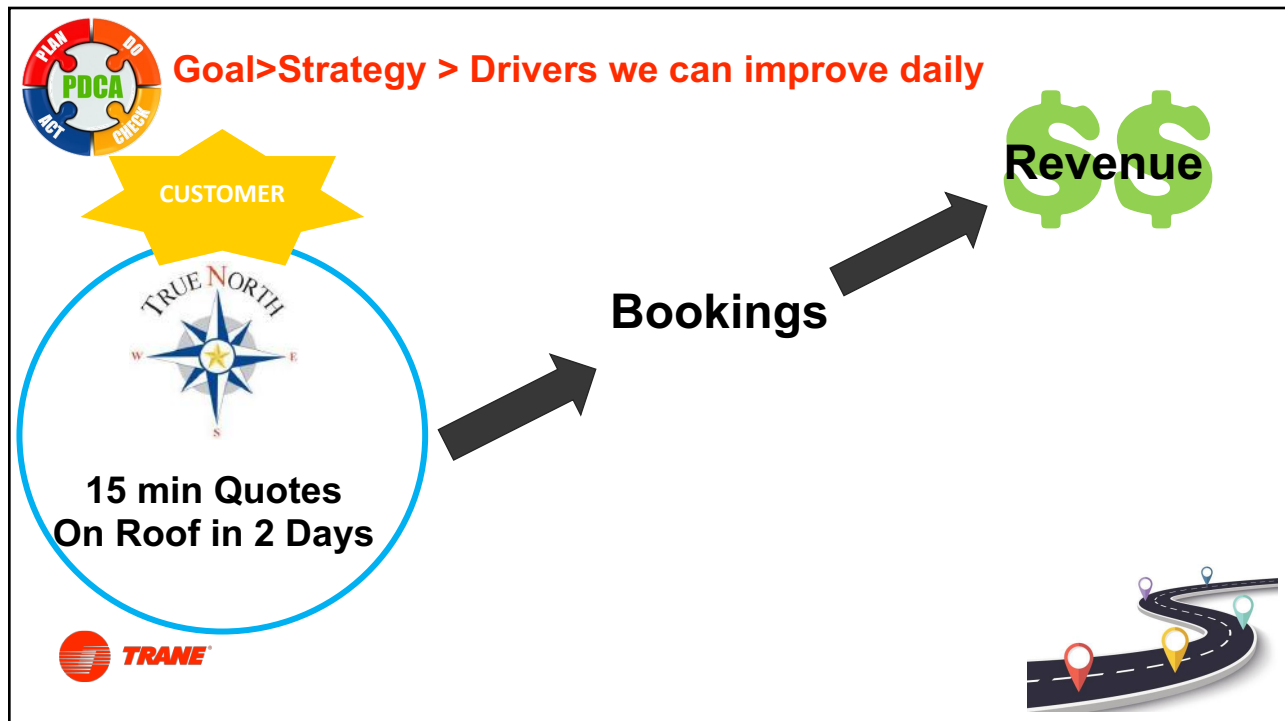 PLAN
DO
PDCA
ACT
CHECK
Goal>Strategy > Drivers we can improve daily
Revenue
CUSTOMER
TRUE NORTH
W
E
S
Bookings
15 min Quotes
On Roof in 2 Days
TRANE®